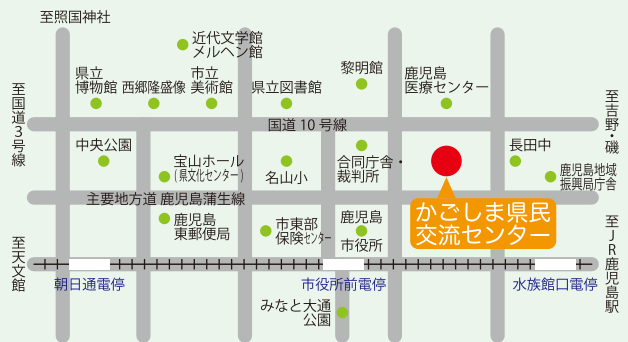 至照国神社
近代文学館
メルヘン館
県立
博物館
西郷隆盛像
市立
美術館
県立図書館
黎明館
鹿児島
医療センター
至国道3号線
国道10号線
至吉野・磯
中央公園
宝山ホール
(県文化センター)
名山小
合同庁舎・
裁判所
長田中
鹿児島地域
振興局庁舎
主要地方道 鹿児島蒲生線
かごしま県民
交流センター
鹿児島
東郵便局
市東部
保険センター
鹿児島
市役所
至天文館
至JR鹿児島駅
朝日通電停
市役所前電停
水族館口電停
みなと大通
公園